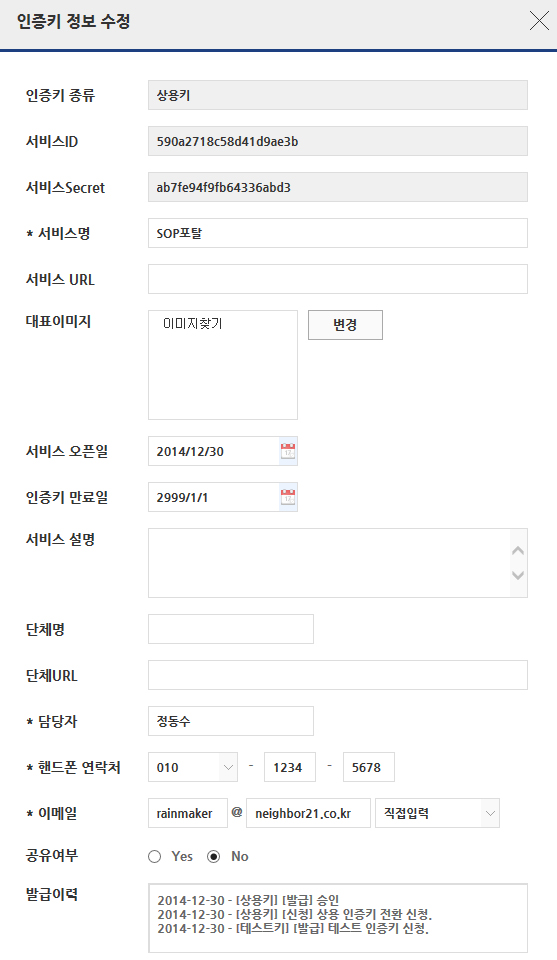 인증키 정보 수정
인증키 종류 상용키
서비스ID 590a2718c58d41d9ae3b
서비스Secret ab7fe94f9fb64336abd3
* 서비스명 SOP포탈
서비스 URL
대표이미지 이미지찾기 변경
서비스 오픈일 2014/12/30
인증키 만료일 2999/1/1
서비스 설명
단체명
단체URL
* 담당자 정동수
* 핸드폰 연락처 010 - 1234 - 5678
* 이메일 rainmaker @ neighbor21.co.kr 직접입력
공유여부 Yes No
발급이력 2014-12-30 - [상용키] [발급] 승인
2014-12-30 - [상용키] [신청] 상용 인증키 전환 신청.
2014-12-30 - [테스트키] [발급] 테스트 인증키 신청.